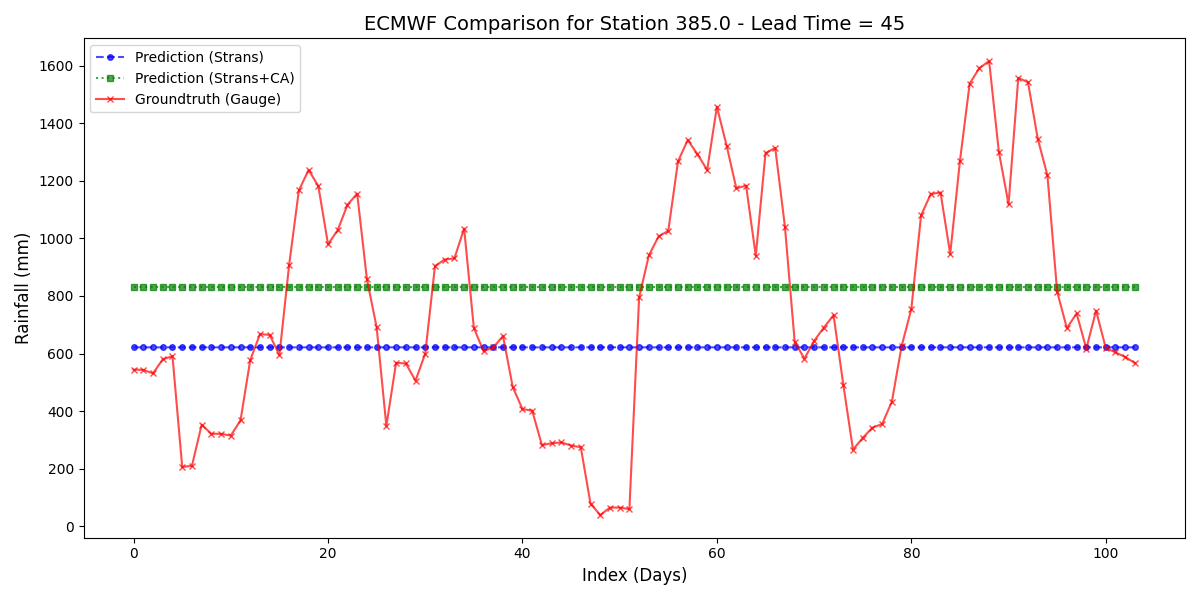 ECMWF Comparison for Station 385.0 - Lead Time = 45
Prediction (Strans)
Prediction (Strans+CA)
Groundtruth (Gauge)
Rainfall (mm)
1600
1400
1200
1000
800
600
400
200
0
0 20 40 60 80 100
Index (Days)